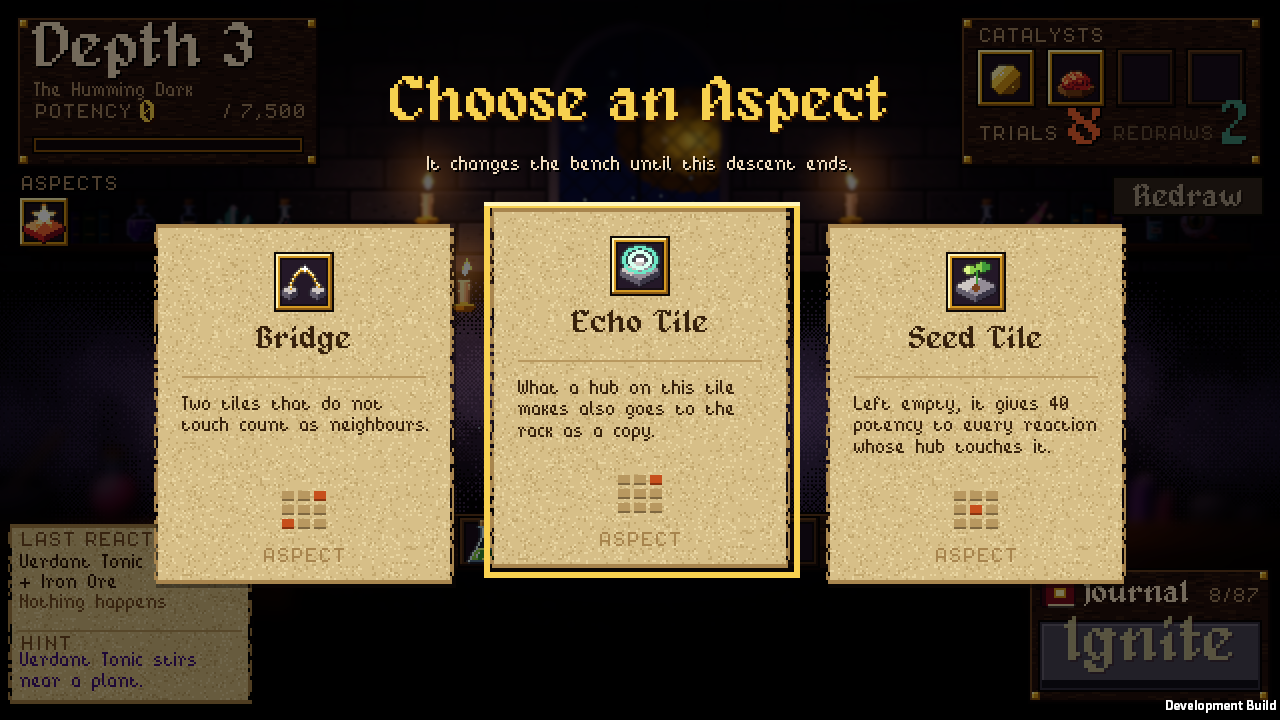 Depth 3
The Humming Dark
POTENCY 0 / 7,500
ASPECTS
Choose an Aspect
It changes the bench until this descent ends.
CATALYSTS
TRIALS 8 REDRAWS 2
Redraw
Bridge
Two tiles that do not
touch count as neighbours.
ASPECT
Echo Tile
What a hub on this tile
makes also goes to the
rack as a copy.
ASPECT
Seed Tile
Left empty, it gives 40
potency to every reaction
whose hub touches it.
ASPECT
LAST REACT
Verdant Tonic
+ Iron Ore
Nothing happens
HINT
Verdant Tonic stirs
near a plant.
Journal 8/87
Ignite
Development Build